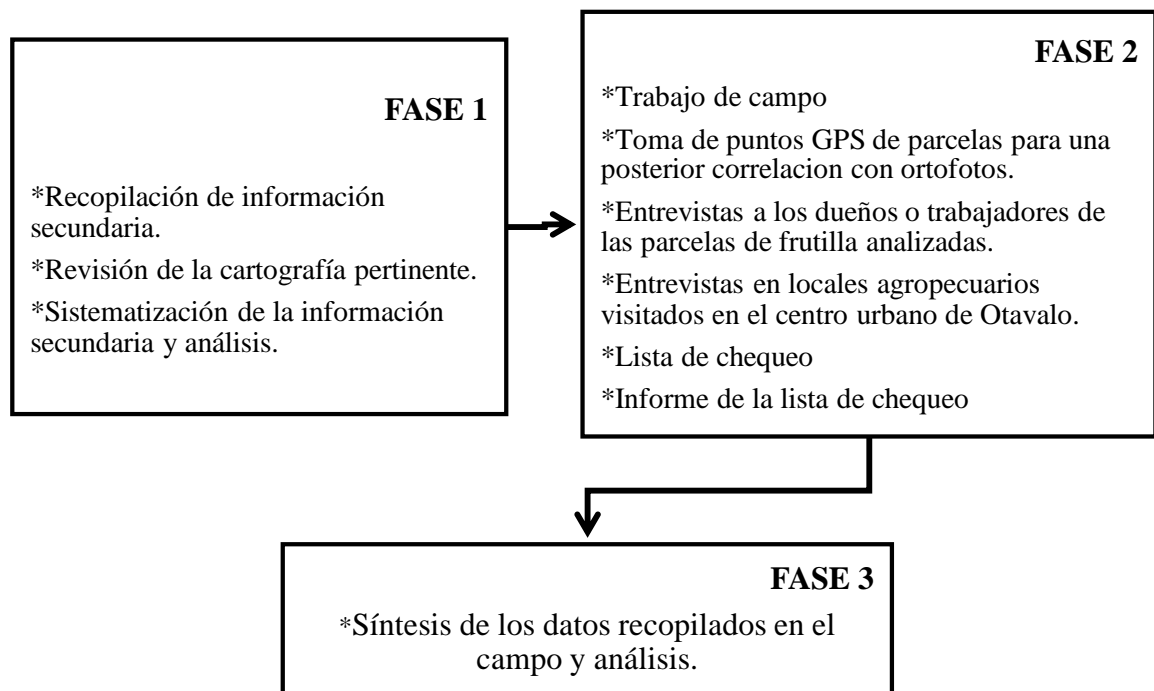 FASE 1
*Recopilación de información
secundaria.
*Revisión de la cartografía pertinente.
*Sistematización de la información
secundaria y análisis.
FASE 2
*Trabajo de campo
*Toma de puntos GPS de parcelas para una
posterior correlacion con ortofotos.
*Entrevistas a los dueños o trabajadores de
las parcelas de frutilla analizadas.
*Entrevistas en locales agropecuarios
visitados en el centro urbano de Otavalo.
*Lista de chequeo
*Informe de la lista de chequeo
FASE 3
*Síntesis de los datos recopilados en el
campo y análisis.